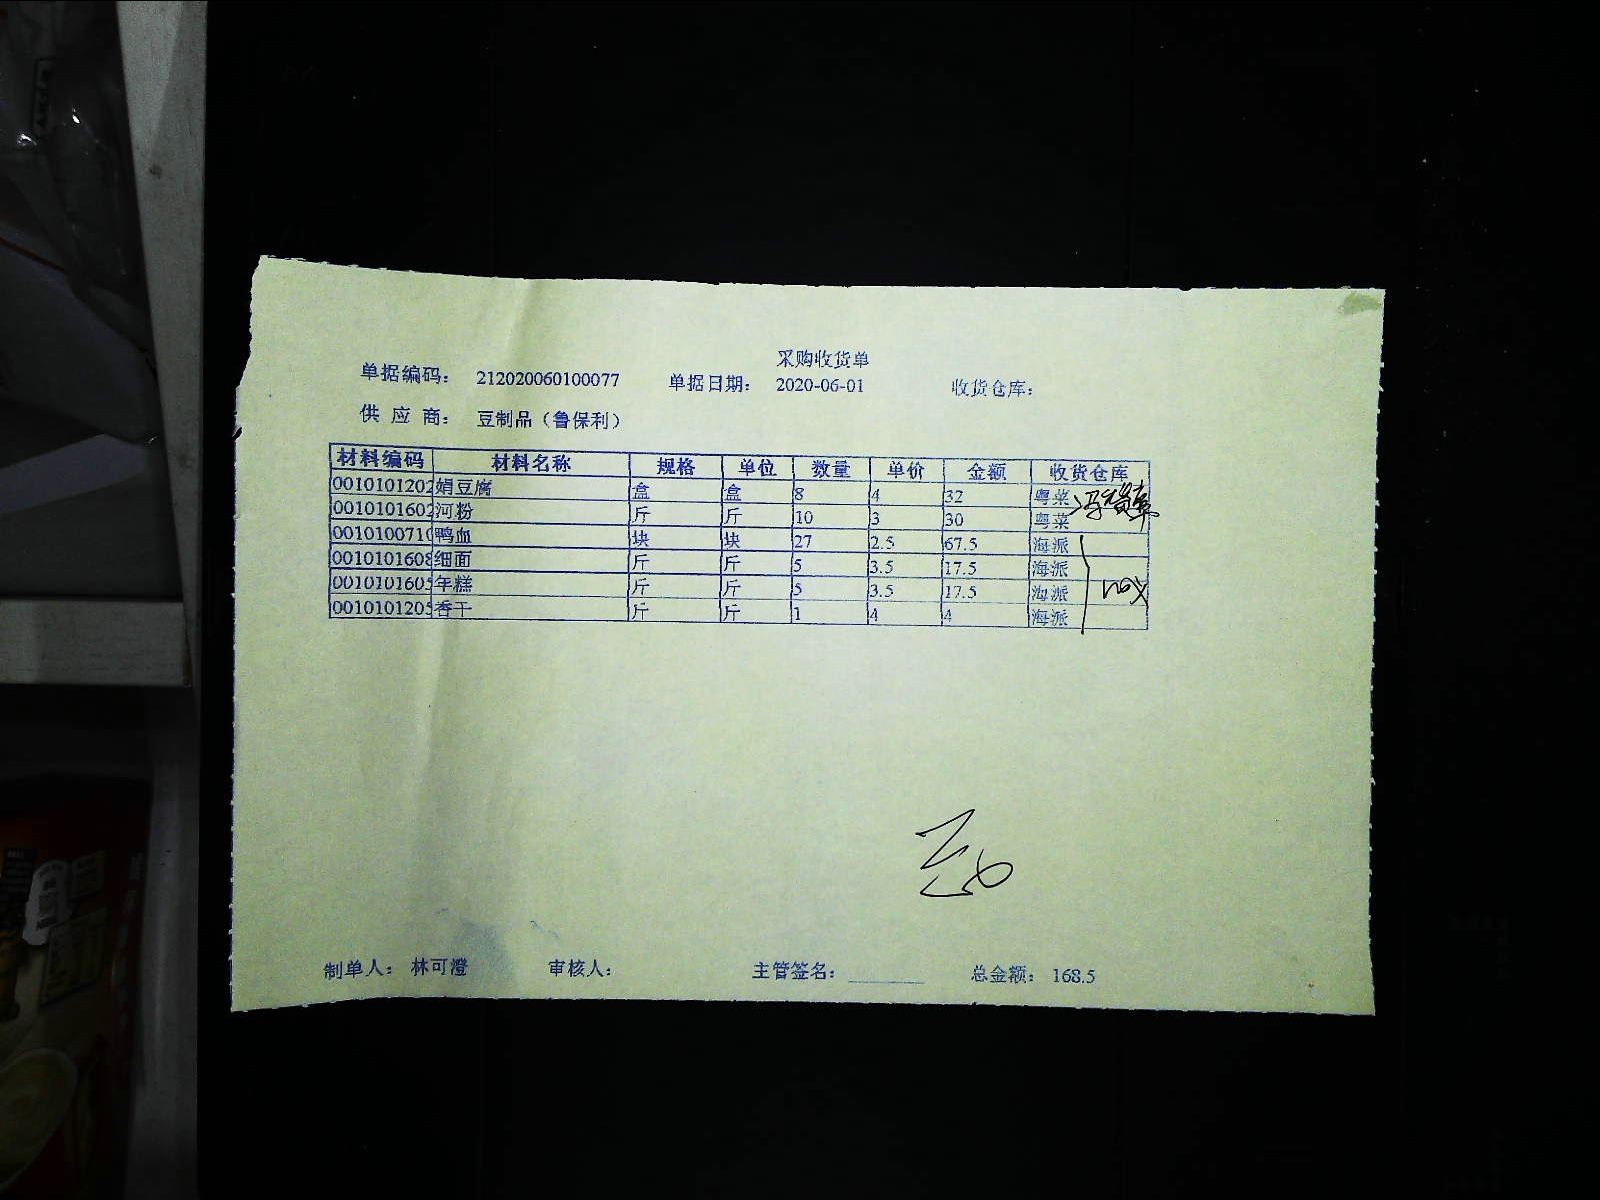 采购收货单
单据编码： 212020060100077 单据日期： 2020-06-01 收货仓库：
供 应 商： 豆制品（鲁保利）
材料编码 材料名称 规格 单位 数量 单价 金额 收货仓库
0010101202 娟豆腐 盒 盒 8 4 32 粤菜
0010101602 河粉 斤 斤 10 3 30 粤菜
001010071 鸭血 块 块 27 2.5 67.5 海派
0010101608 细面 斤 斤 5 3.5 17.5 海派
0010101605 年糕 斤 斤 5 3.5 17.5 海派
0010101205 香干 斤 斤 1 4 4 海派
制单人： 林可澄 审核人： 主管签名： 总金额： 168.5